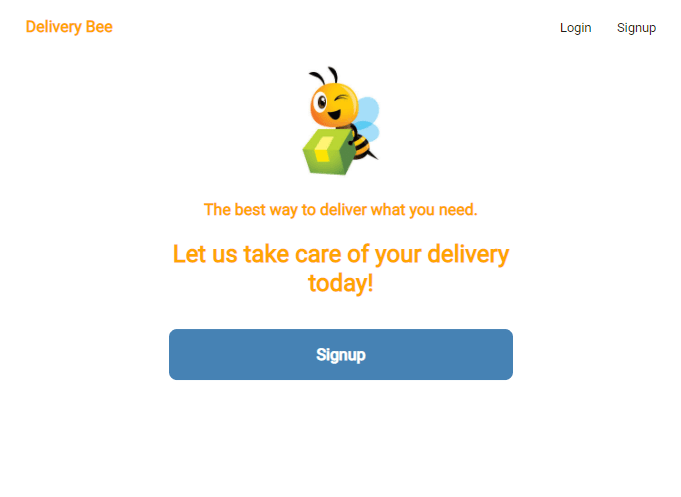 Delivery Bee
Login
Signup
The best way to deliver what you need.
Let us take care of your delivery
today!
Signup